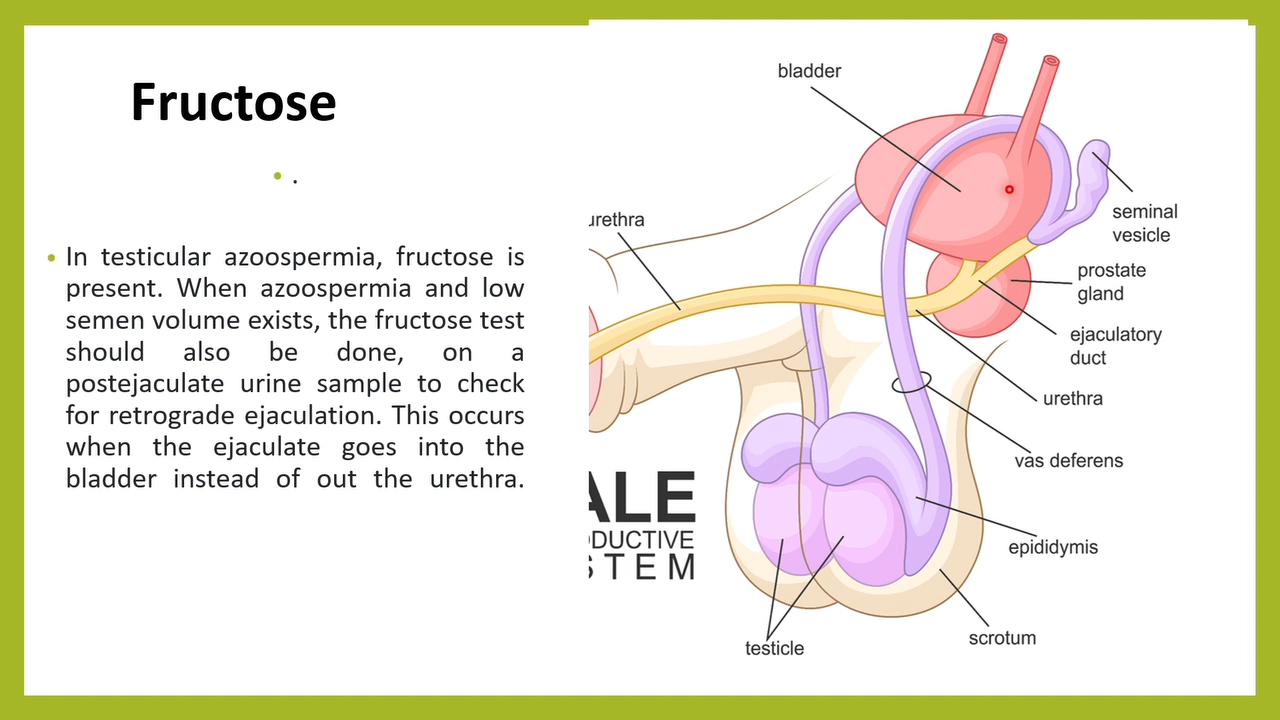 Fructose
• .
• In testicular azoospermia, fructose is
present. When azoospermia and low
semen volume exists, the fructose test
should also be done, on a
postejaculate urine sample to check
for retrograde ejaculation. This occurs
when the ejaculate goes into the
bladder instead of out the urethra.
bladder
urethra
seminal
vesicle
prostate
gland
ejaculatory
duct
urethra
vas deferens
epididymis
scrotum
testicle
ALE
DUCTIVE
STEM